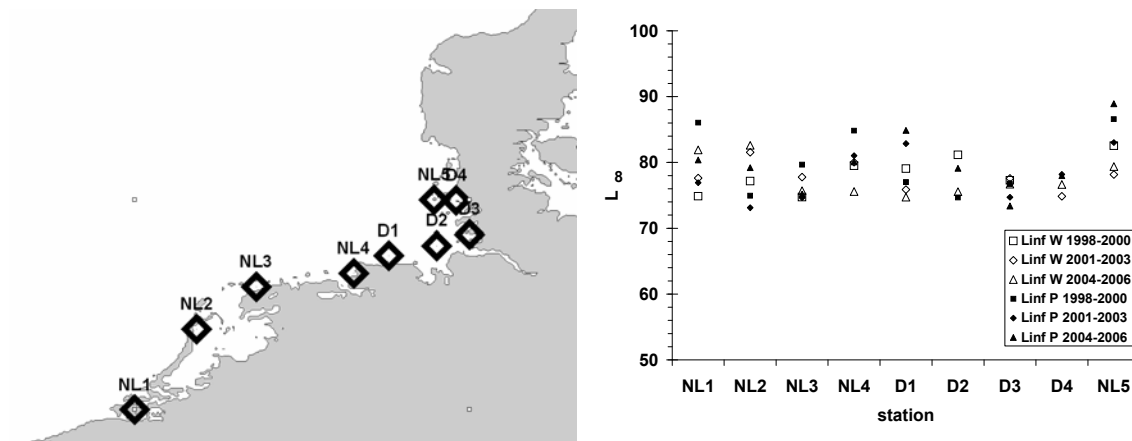 NL5 D4
D3
D2
D1
NL4
NL3
NL2
NL1
L 8
100
90
80
70
60
50
Linf W 1998-2000
Linf W 2001-2003
Linf W 2004-2006
Linf P 1998-2000
Linf P 2001-2003
Linf P 2004-2006
NL1 NL2 NL3 NL4 D1 D2 D3 D4 NL5
station